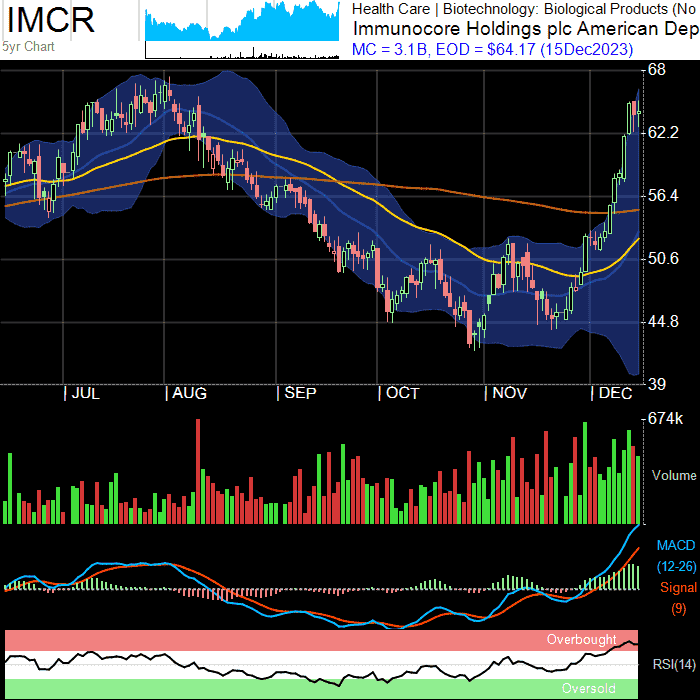 IMCR
5yr Chart
Health Care | Biotechnology: Biological Products (No
Immunocore Holdings plc American Dep
MC = 3.1B, EOD = $64.17 (15Dec2023)
68
62.2
56.4
50.6
44.8
39
| JUL | AUG | SEP | OCT | NOV | DEC
674k
Volume
MACD
(12-26)
Signal
(9)
Overbought
RSI(14)
Oversold